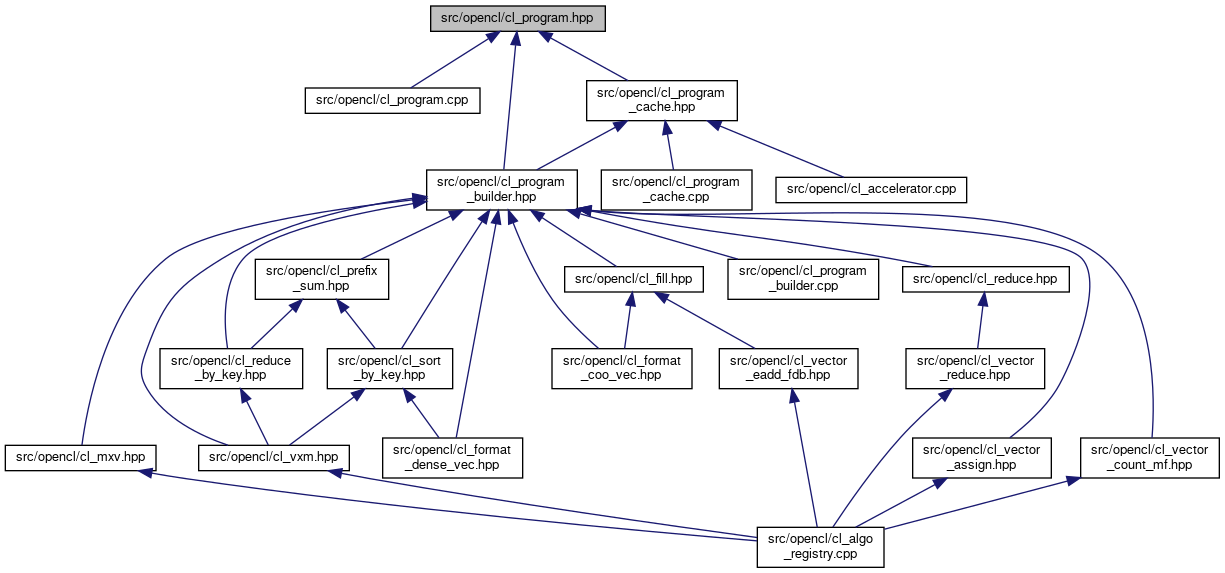 src/opencl/cl_program.hpp
src/opencl/cl_program.cpp
src/opencl/cl_program
_cache.hpp
src/opencl/cl_program
_builder.hpp
src/opencl/cl_program
_cache.cpp
src/opencl/cl_accelerator.cpp
src/opencl/cl_prefix
_sum.hpp
src/opencl/cl_fill.hpp
src/opencl/cl_program
_builder.cpp
src/opencl/cl_reduce.hpp
src/opencl/cl_reduce
_by_key.hpp
src/opencl/cl_sort
_by_key.hpp
src/opencl/cl_format
_coo_vec.hpp
src/opencl/cl_vector
_eadd_fdb.hpp
src/opencl/cl_vector
_reduce.hpp
src/opencl/cl_mxv.hpp
src/opencl/cl_vxm.hpp
src/opencl/cl_format
_dense_vec.hpp
src/opencl/cl_vector
_assign.hpp
src/opencl/cl_vector
_count_mf.hpp
src/opencl/cl_algo
_registry.cpp